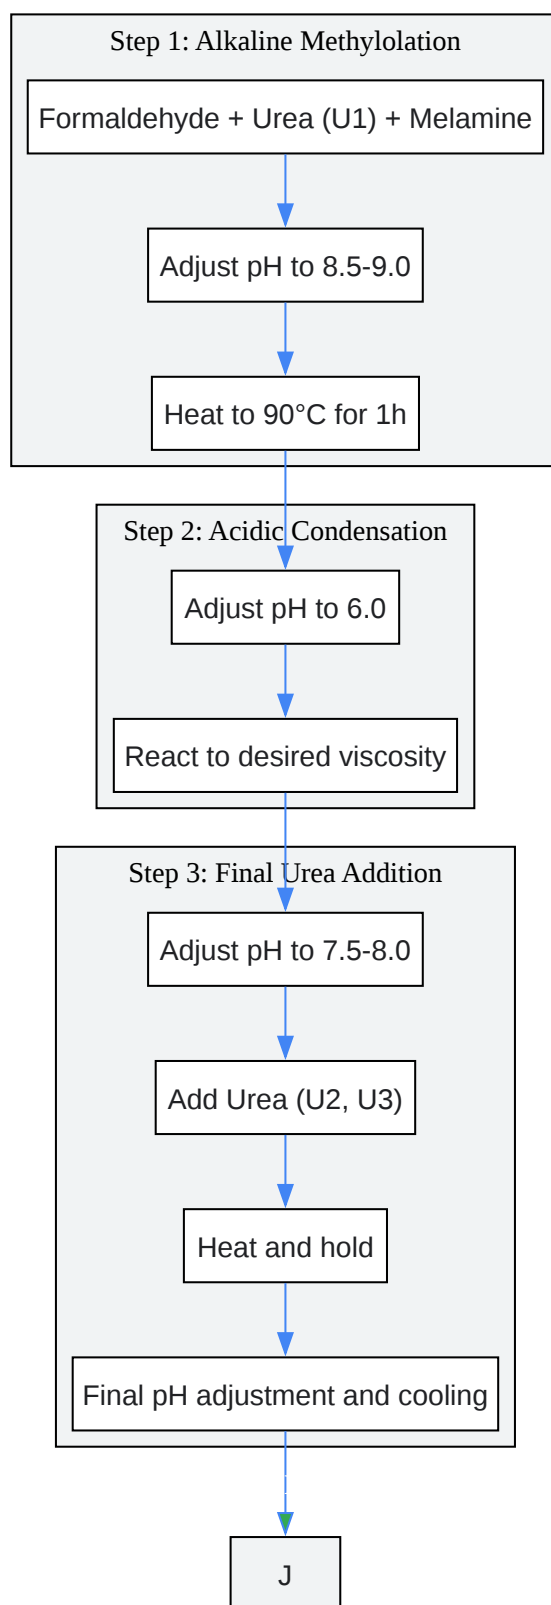 Step 1: Alkaline Methylolation
Formaldehyde + Urea (U1) + Melamine
Adjust pH to 8.5-9.0
Heat to 90°C for 1h
Step 2: Acidic Condensation
Adjust pH to 6.0
React to desired viscosity
Step 3: Final Urea Addition
Adjust pH to 7.5-8.0
Add Urea (U2, U3)
Heat and hold
Final pH adjustment and cooling
J